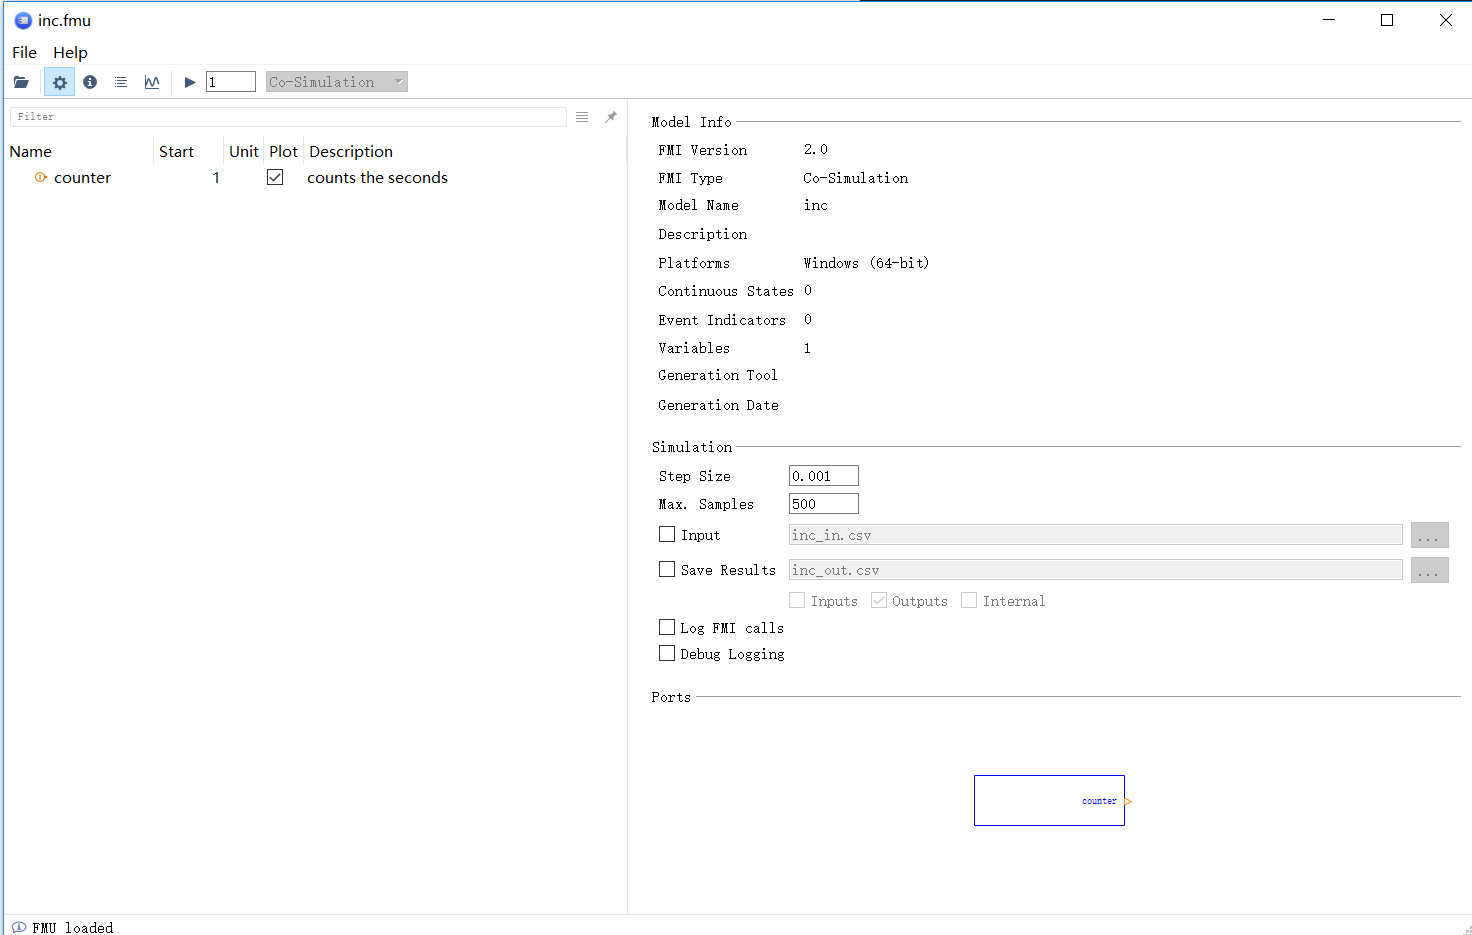 inc.fmu
File Help
1 Co-Simulation
Filter
Name Start Unit Plot Description
counter 1 counts the seconds
Model Info
FMI Version 2.0
FMI Type Co-Simulation
Model Name inc
Description
Platforms Windows (64-bit)
Continuous States 0
Event Indicators 0
Variables 1
Generation Tool
Generation Date
Simulation
Step Size 0.001
Max. Samples 500
Input inc_in.csv ...
Save Results inc_out.csv ...
Inputs Outputs Internal
Log FMI calls
Debug Logging
Ports
counter
FMU loaded